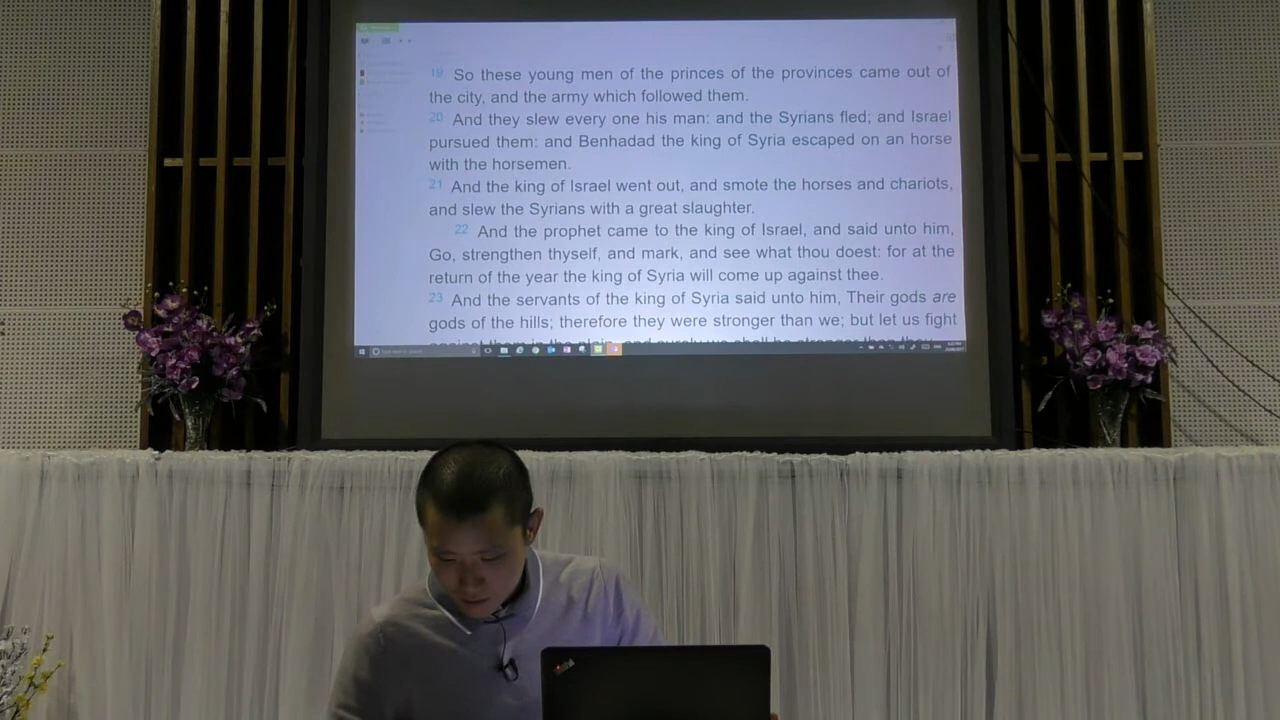 19 So these young men of the princes of the provinces came out of
the city, and the army which followed them.
20 And they slew every one his man: and the Syrians fled; and Israel
pursued them: and Benhadad the king of Syria escaped on an horse
with the horsemen.
21 And the king of Israel went out, and smote the horses and chariots,
and slew the Syrians with a great slaughter.
22 And the prophet came to the king of Israel, and said unto him,
Go, strengthen thyself, and mark, and see what thou doest: for at the
return of the year the king of Syria will come up against thee.
23 And the servants of the king of Syria said unto him, Their gods are
gods of the hills; therefore they were stronger than we; but let us fight